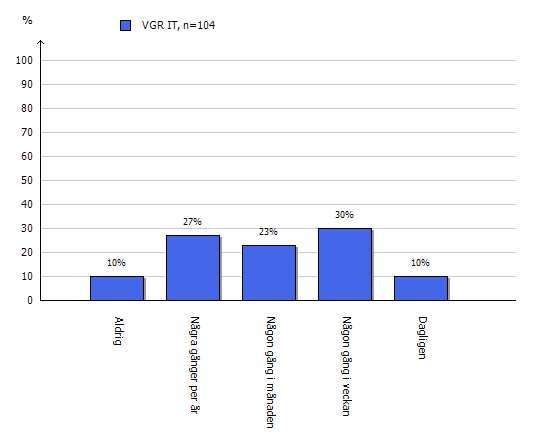 %
VGR IT, n=104
100
90
80
70
60
50
40
30
20
10
0
10%
27%
23%
30%
10%
Aldrig
Några gånger per år
Någon gång i månaden
Någon gång i veckan
Dagligen